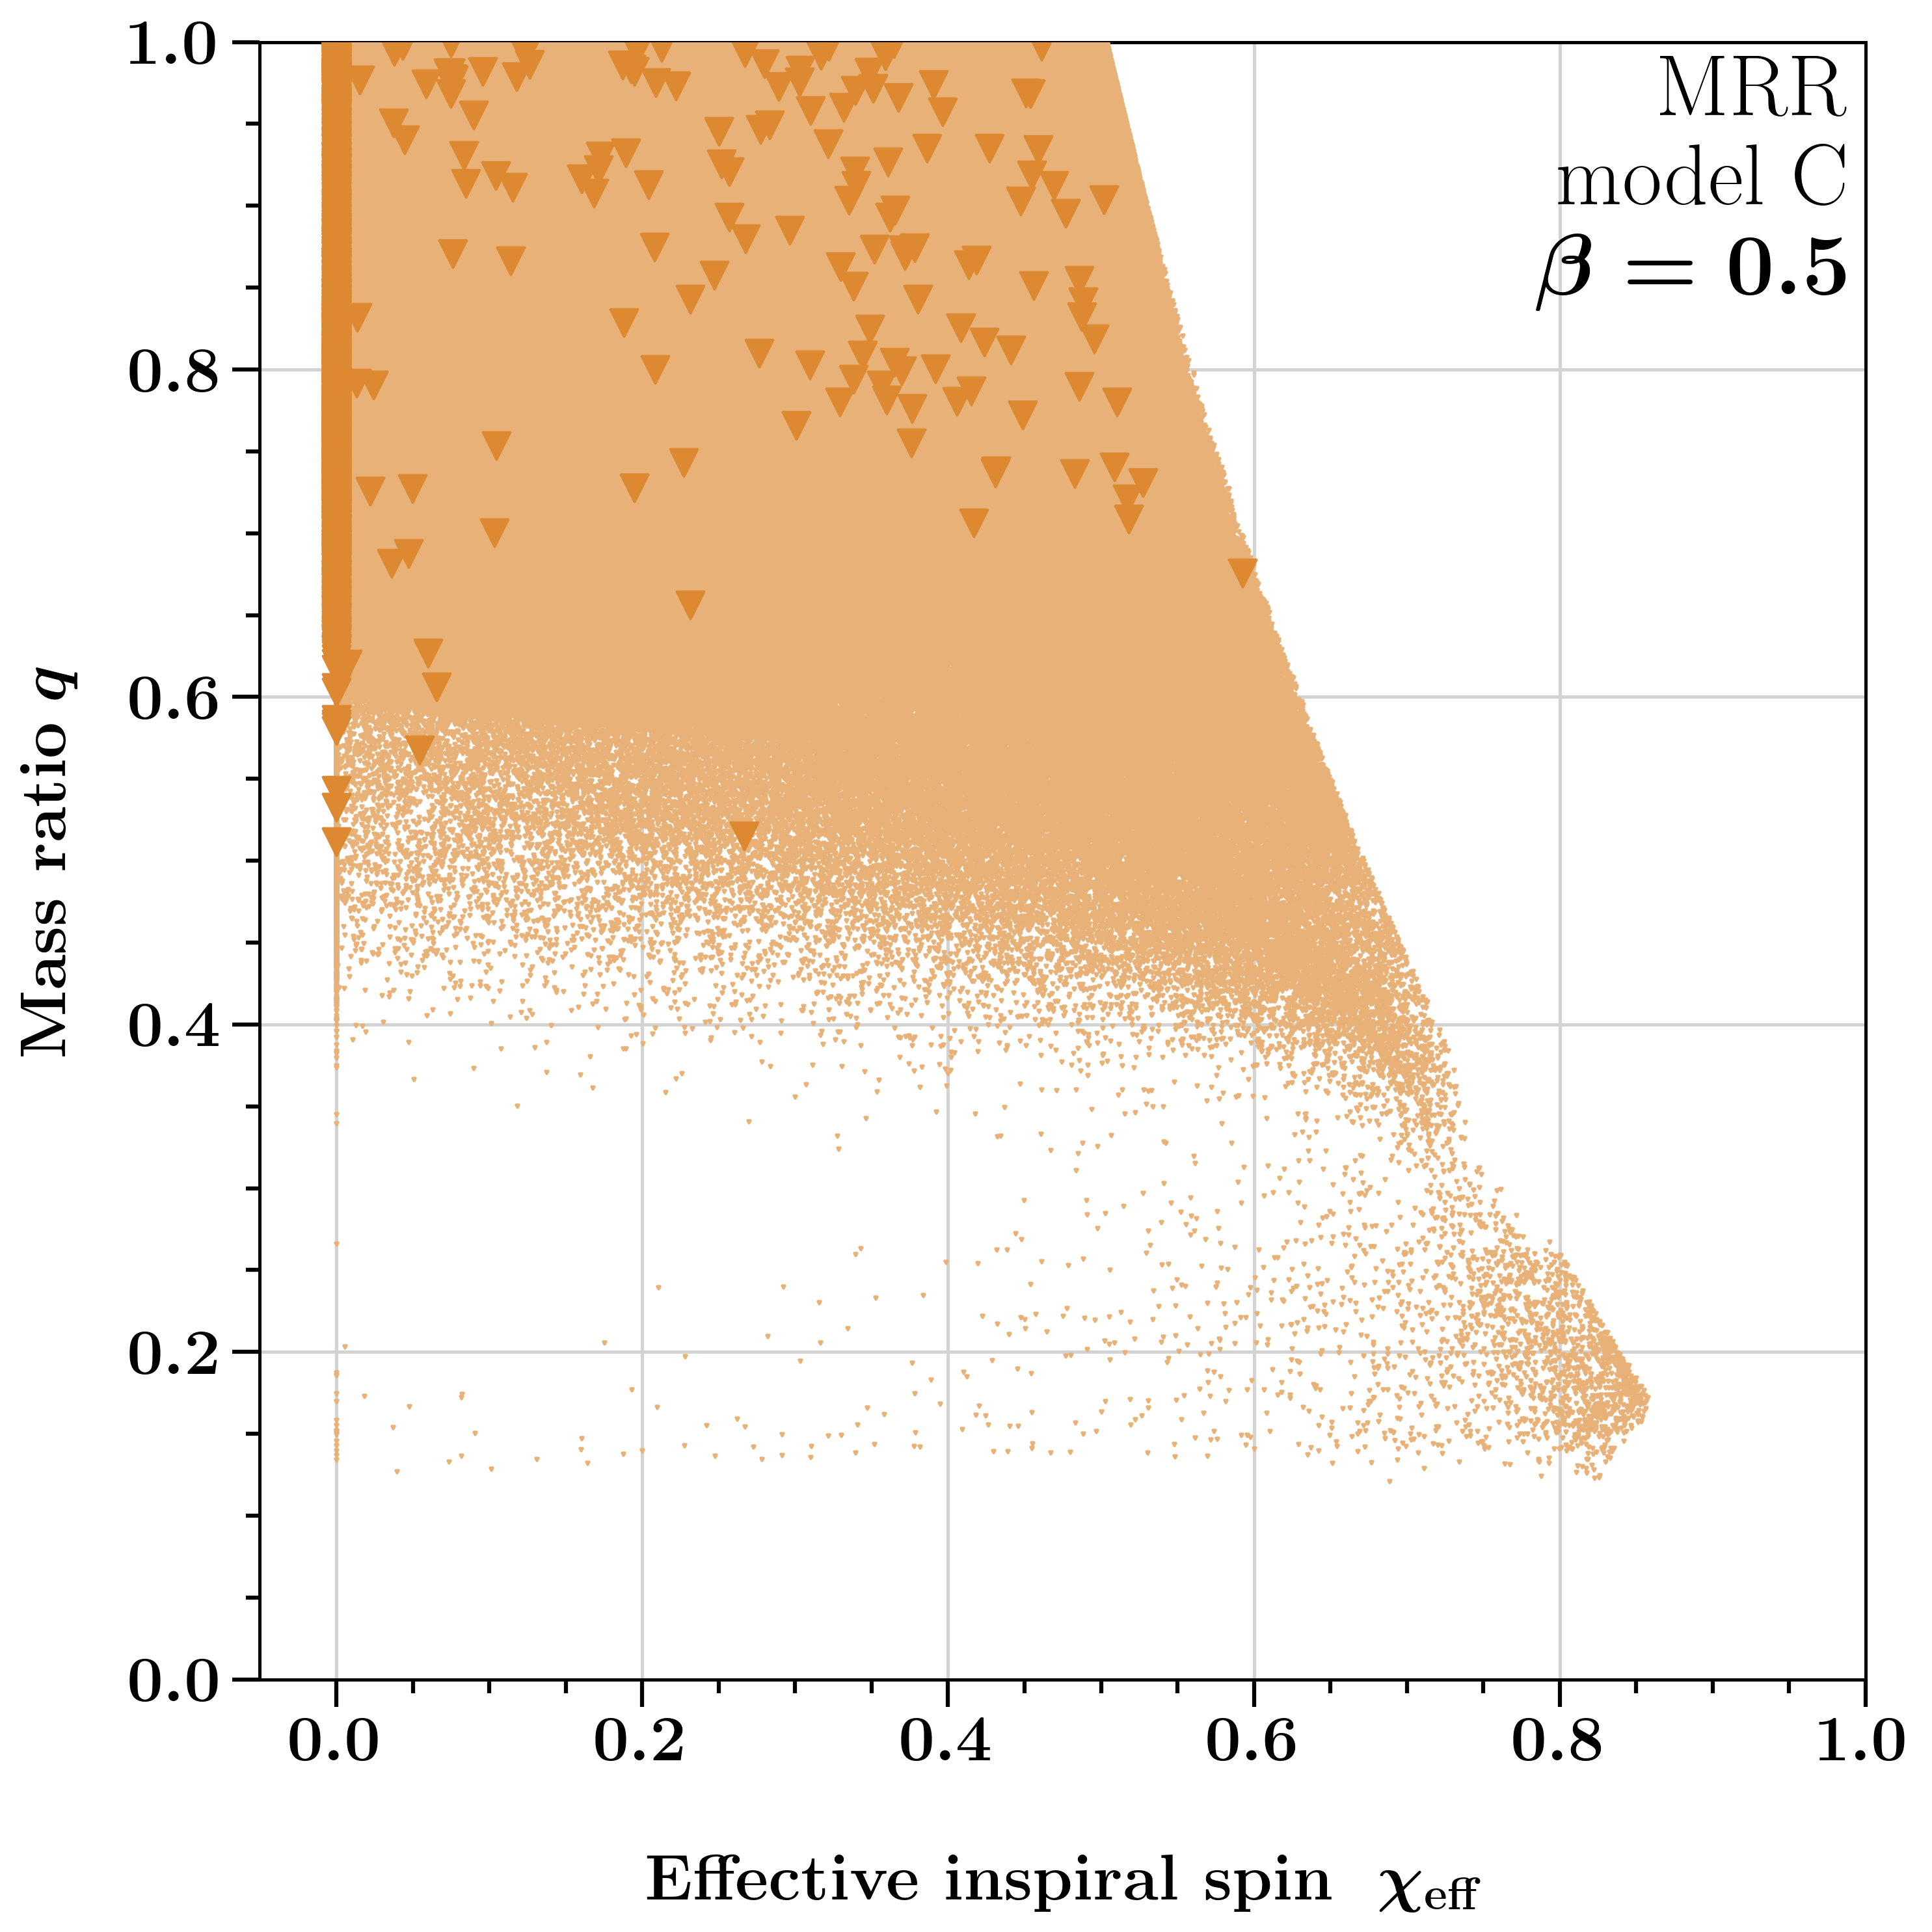 MRR
model C
β = 0.5
1.0
0.8
0.6
0.4
0.2
0.0
Mass ratio q
0.0 0.2 0.4 0.6 0.8 1.0
Effective inspiral spin χeff